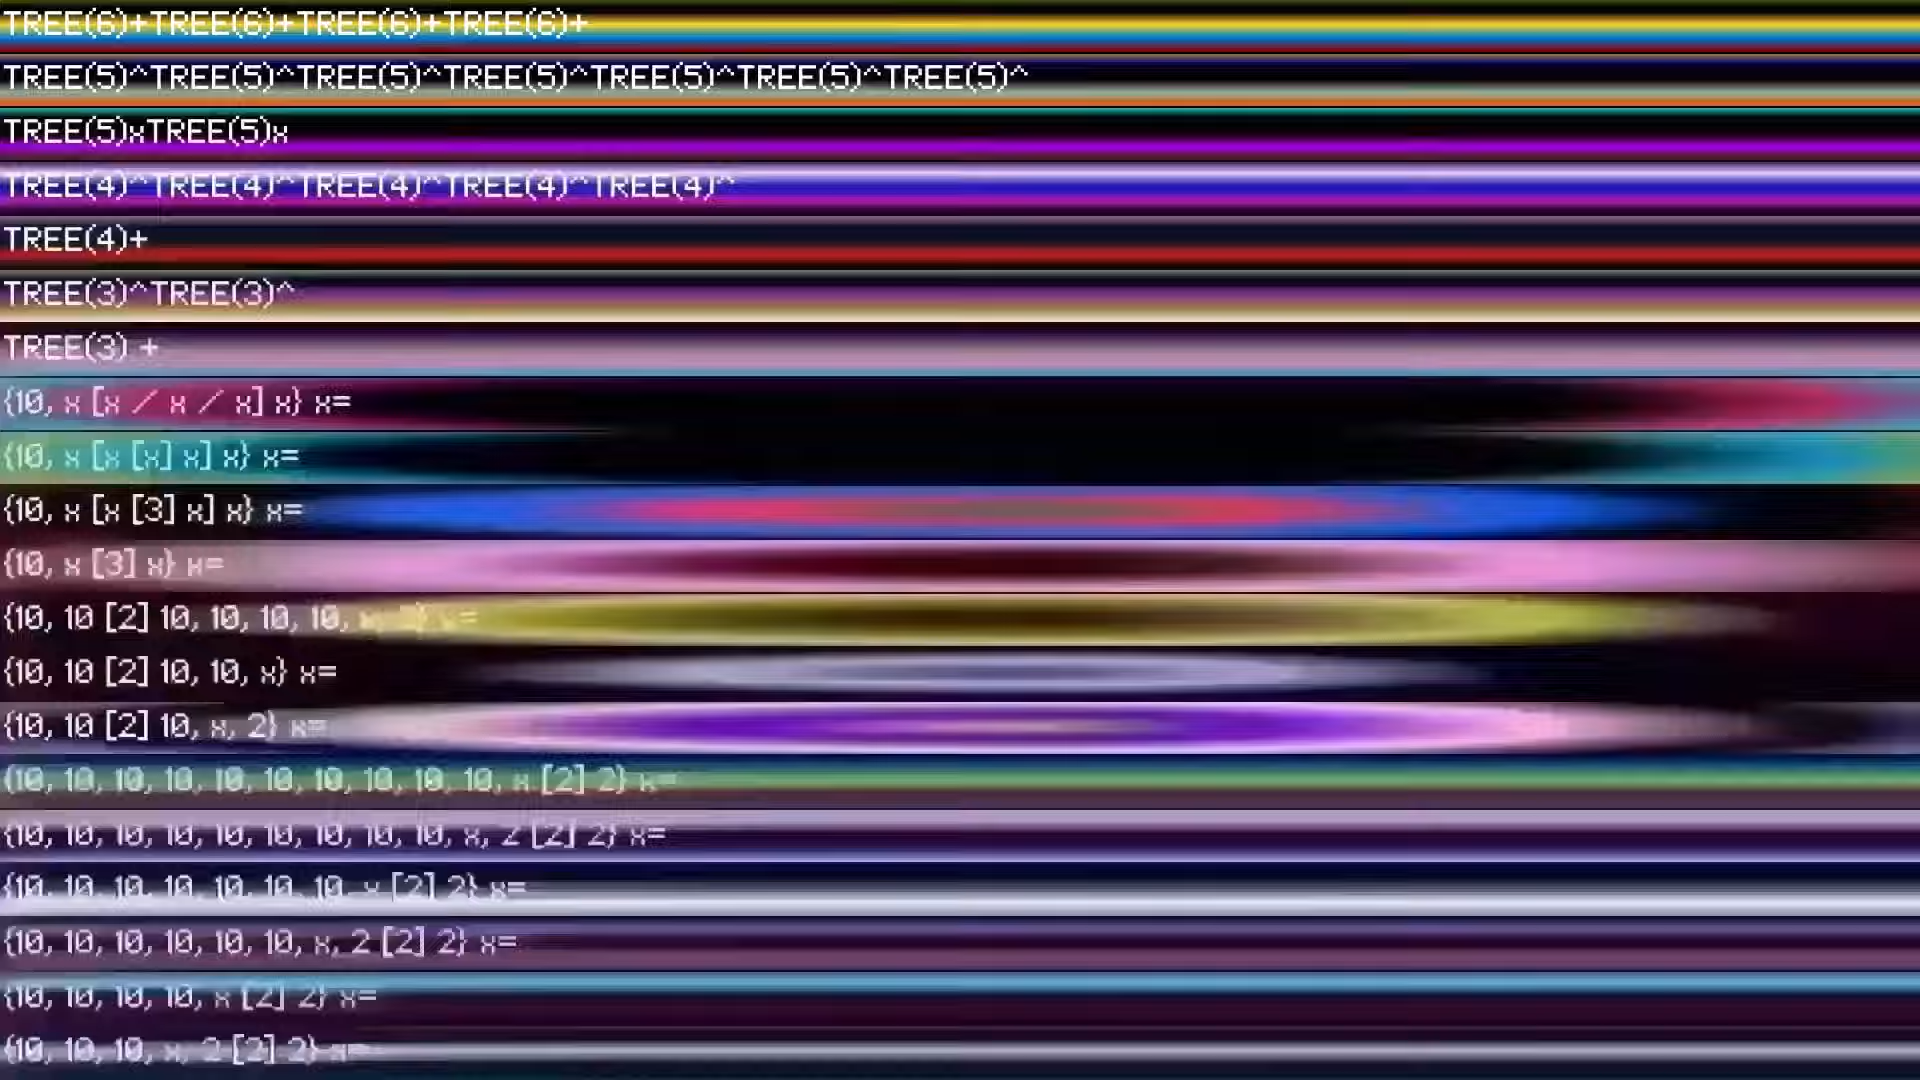 TREE(6)+TREE(6)+TREE(6)+TREE(6)+
TREE(5)^TREE(5)^TREE(5)^TREE(5)^TREE(5)^TREE(5)^TREE(5)^
TREE(5)xTREE(5)x
TREE(4)^TREE(4)^TREE(4)^TREE(4)^TREE(4)^
TREE(4)+
TREE(3)^TREE(3)^
TREE(3) +
{10, x [x / x / x] x} x=
{10, x [x [x] x] x} x=
{10, x [x [3] x] x} x=
{10, x [3] x} x=
{10, 10 [2] 10, 10, 10, 10, x, 2} x=
{10, 10 [2] 10, 10, x} x=
{10, 10 [2] 10, x, 2} x=
{10, 10, 10, 10, 10, 10, 10, 10, 10, 10, x [2] 2} x=
{10, 10, 10, 10, 10, 10, 10, 10, 10, x, 2 [2] 2} x=
{10, 10, 10, 10, 10, 10, 10, x [2] 2} x=
{10, 10, 10, 10, 10, 10, x, 2 [2] 2} x=
{10, 10, 10, 10, x [2] 2} x=
{10, 10, 10, x, 2 [2] 2} x=